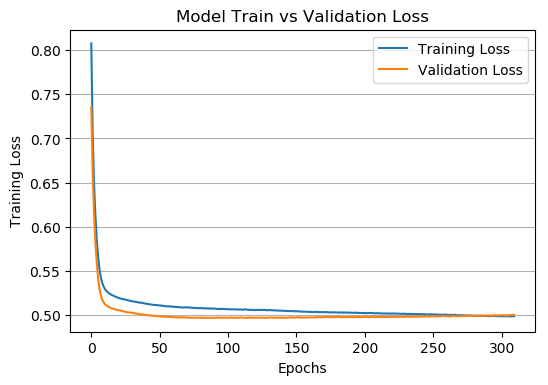 Model Train vs Validation Loss
Training Loss
Validation Loss
0.80
0.75
0.70
0.65
0.60
0.55
0.50
Training Loss
0 50 100 150 200 250 300
Epochs